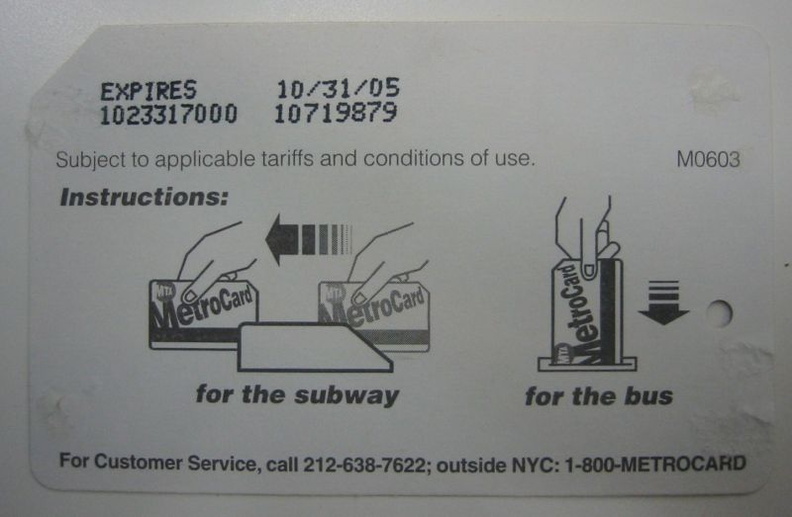 EXPIRES 10/31/05
1023317000 10719879
Subject to applicable tariffs and conditions of use. M0603
Instructions:
MTA MetroCard MTA MetroCard MTA MetroCard
for the subway for the bus
For Customer Service, call 212-638-7622; outside NYC: 1-800-METROCARD